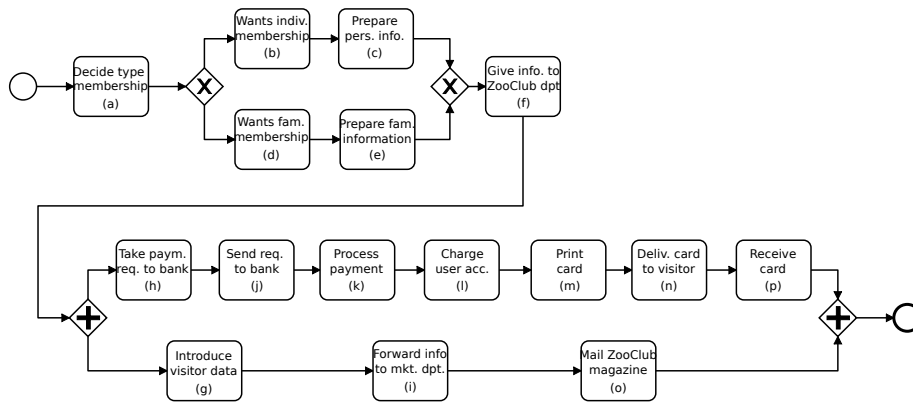 Wants indiv.
membership
(b)
Prepare
pers. info.
(c)
Decide type
membership
(a)
X
X
Give info. to
ZooClub dpt
(f)
Wants fam.
membership
(d)
Prepare fam.
information
(e)
Take paym.
req. to bank
(h)
Send req.
to bank
(j)
Process
payment
(k)
Charge
user acc.
(l)
Print
card
(m)
Deliv. card
to visitor
(n)
Receive
card
(p)
Introduce
visitor data
(g)
Forward info
to mkt. dpt.
(i)
Mail ZooClub
magazine
(o)